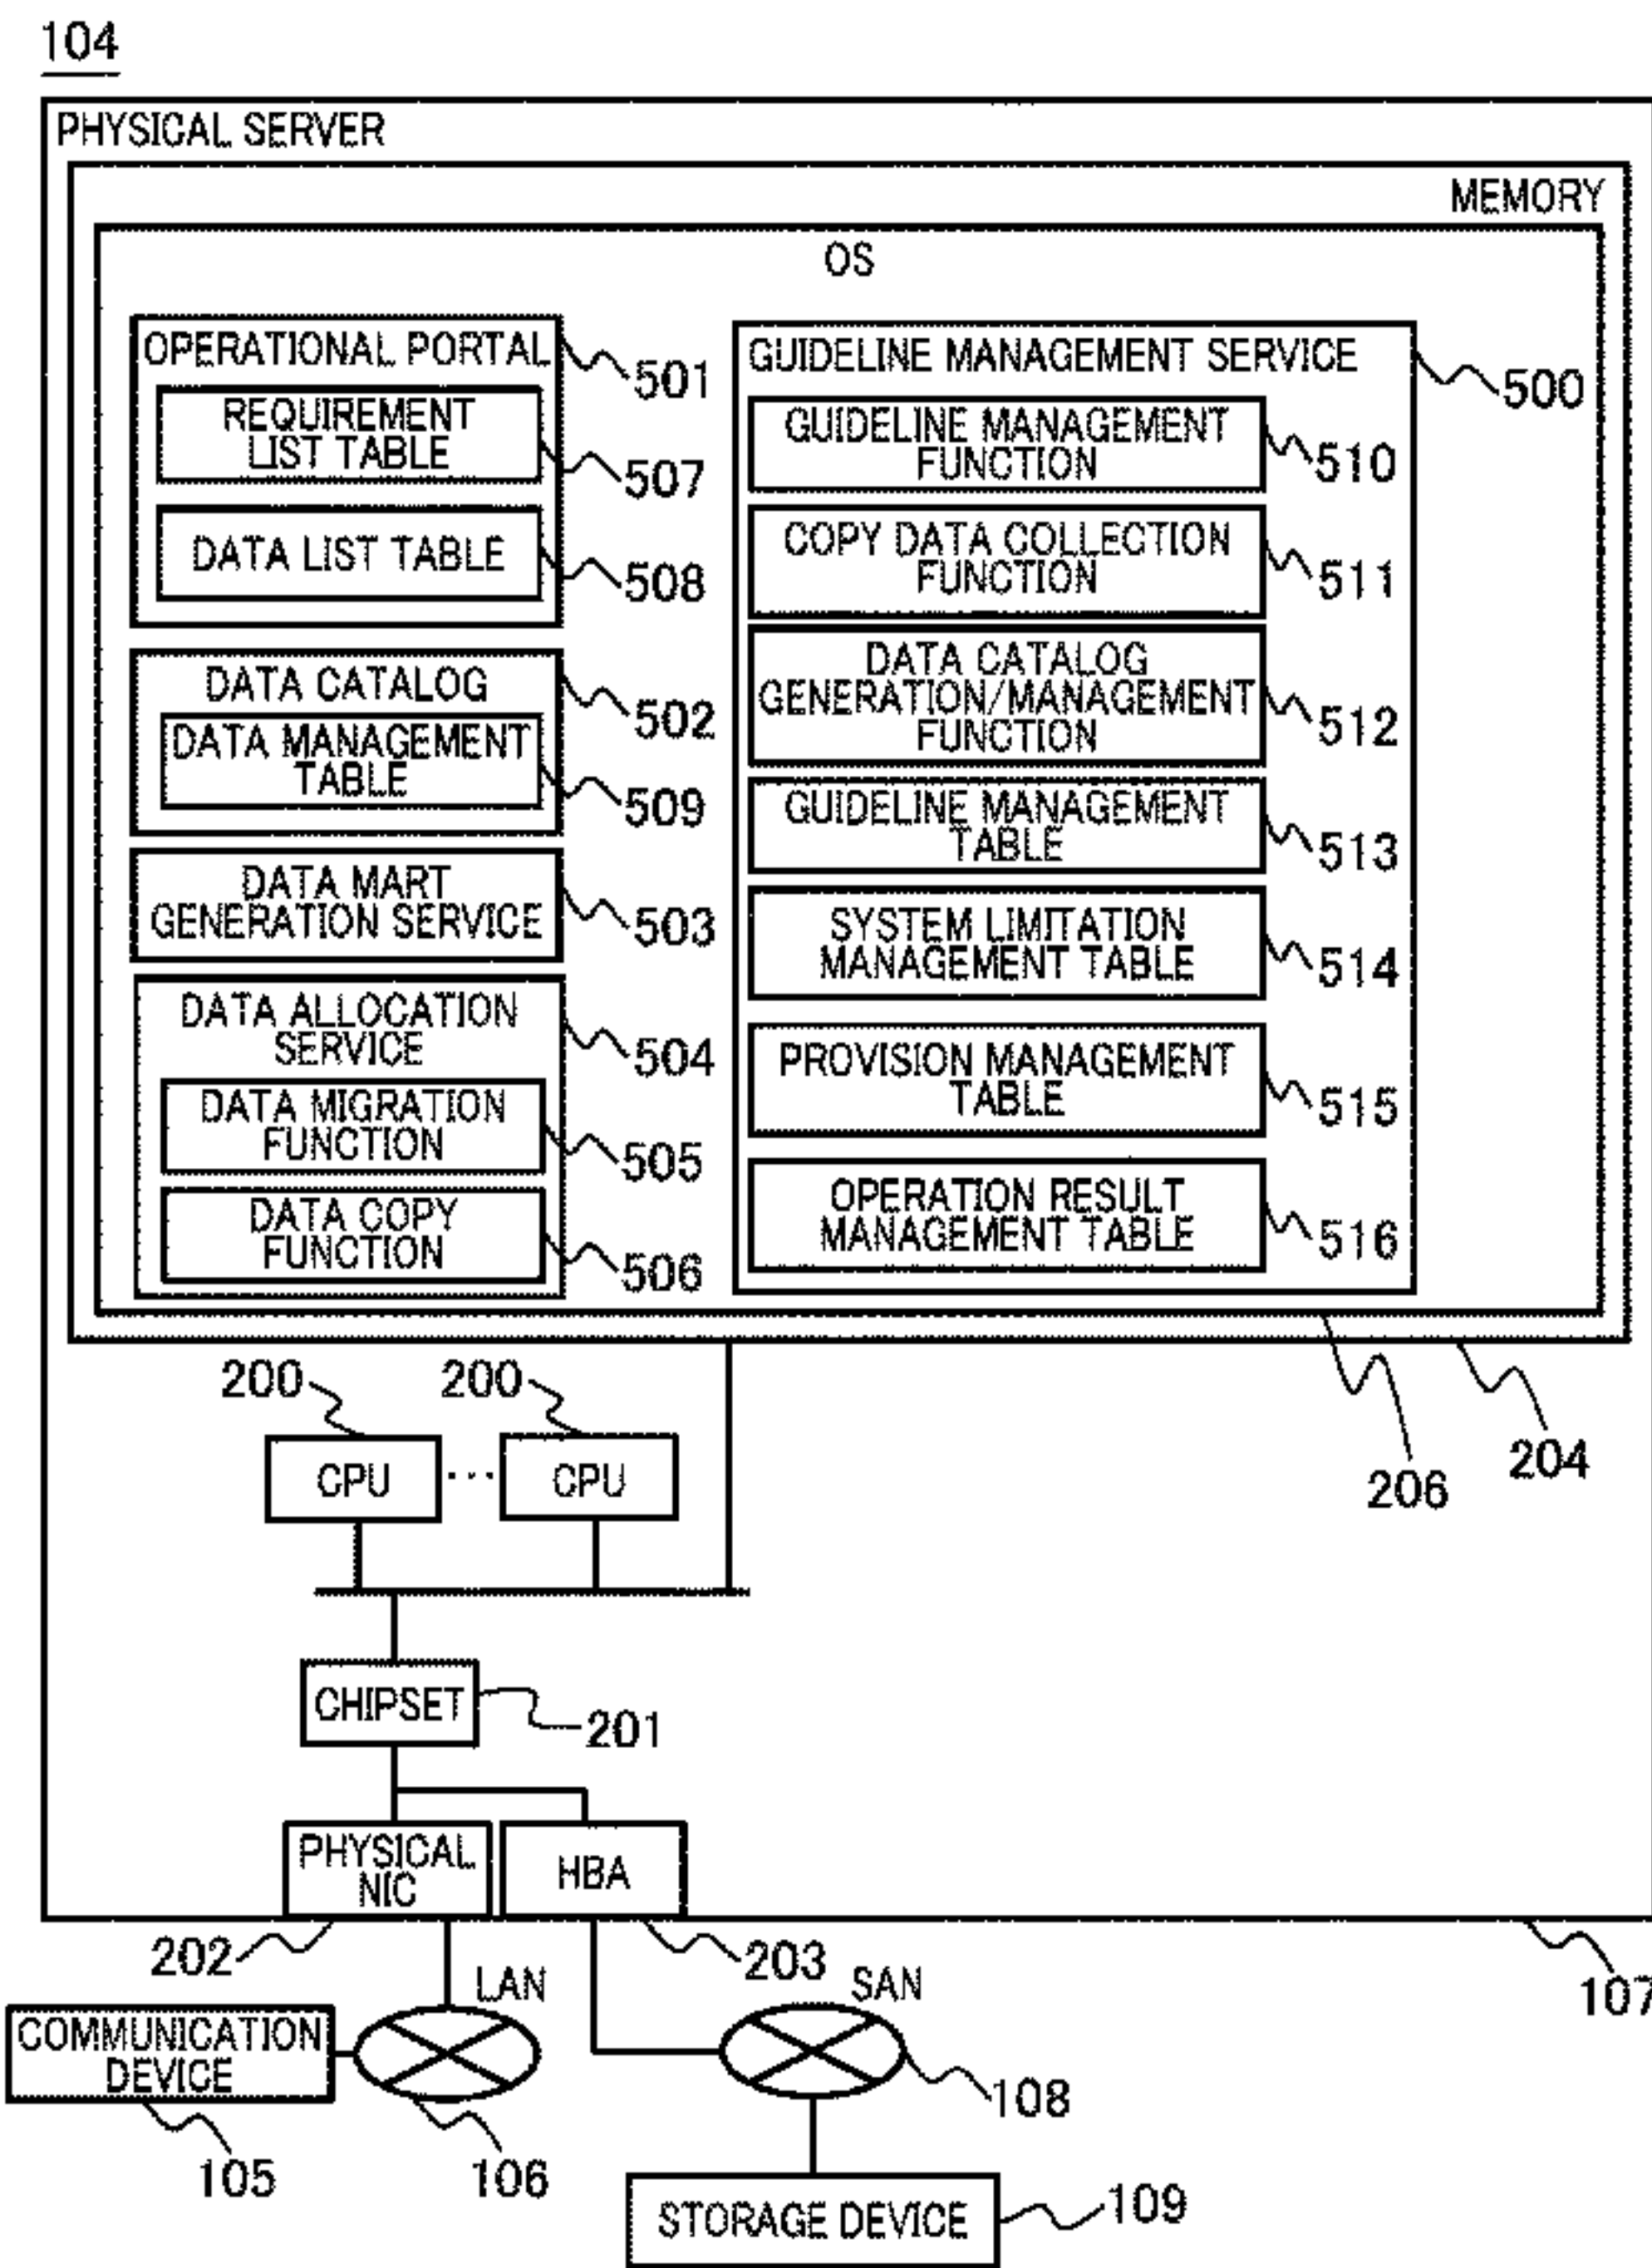 104
PHYSICAL SERVER
MEMORY
OS
OPERATIONAL PORTAL
501
REQUIREMENT
LIST TABLE
507
DATA LIST TABLE
508
DATA CATALOG
502
DATA MANAGEMENT
TABLE
509
DATA MART
GENERATION SERVICE
503
DATA ALLOCATION
SERVICE
504
DATA MIGRATION
FUNCTION
505
DATA COPY
FUNCTION
506
GUIDELINE MANAGEMENT SERVICE
500
GUIDELINE MANAGEMENT
FUNCTION
510
COPY DATA COLLECTION
FUNCTION
511
DATA CATALOG
GENERATION/MANAGEMENT
FUNCTION
512
GUIDELINE MANAGEMENT
TABLE
513
SYSTEM LIMITATION
MANAGEMENT TABLE
514
PROVISION MANAGEMENT
TABLE
515
OPERATION RESULT
MANAGEMENT TABLE
516
200
200
CPU
...
CPU
206
204
CHIPSET
201
PHYSICAL
NIC
HBA
202
203
107
LAN
SAN
COMMUNICATION
DEVICE
105
106
108
STORAGE DEVICE
109